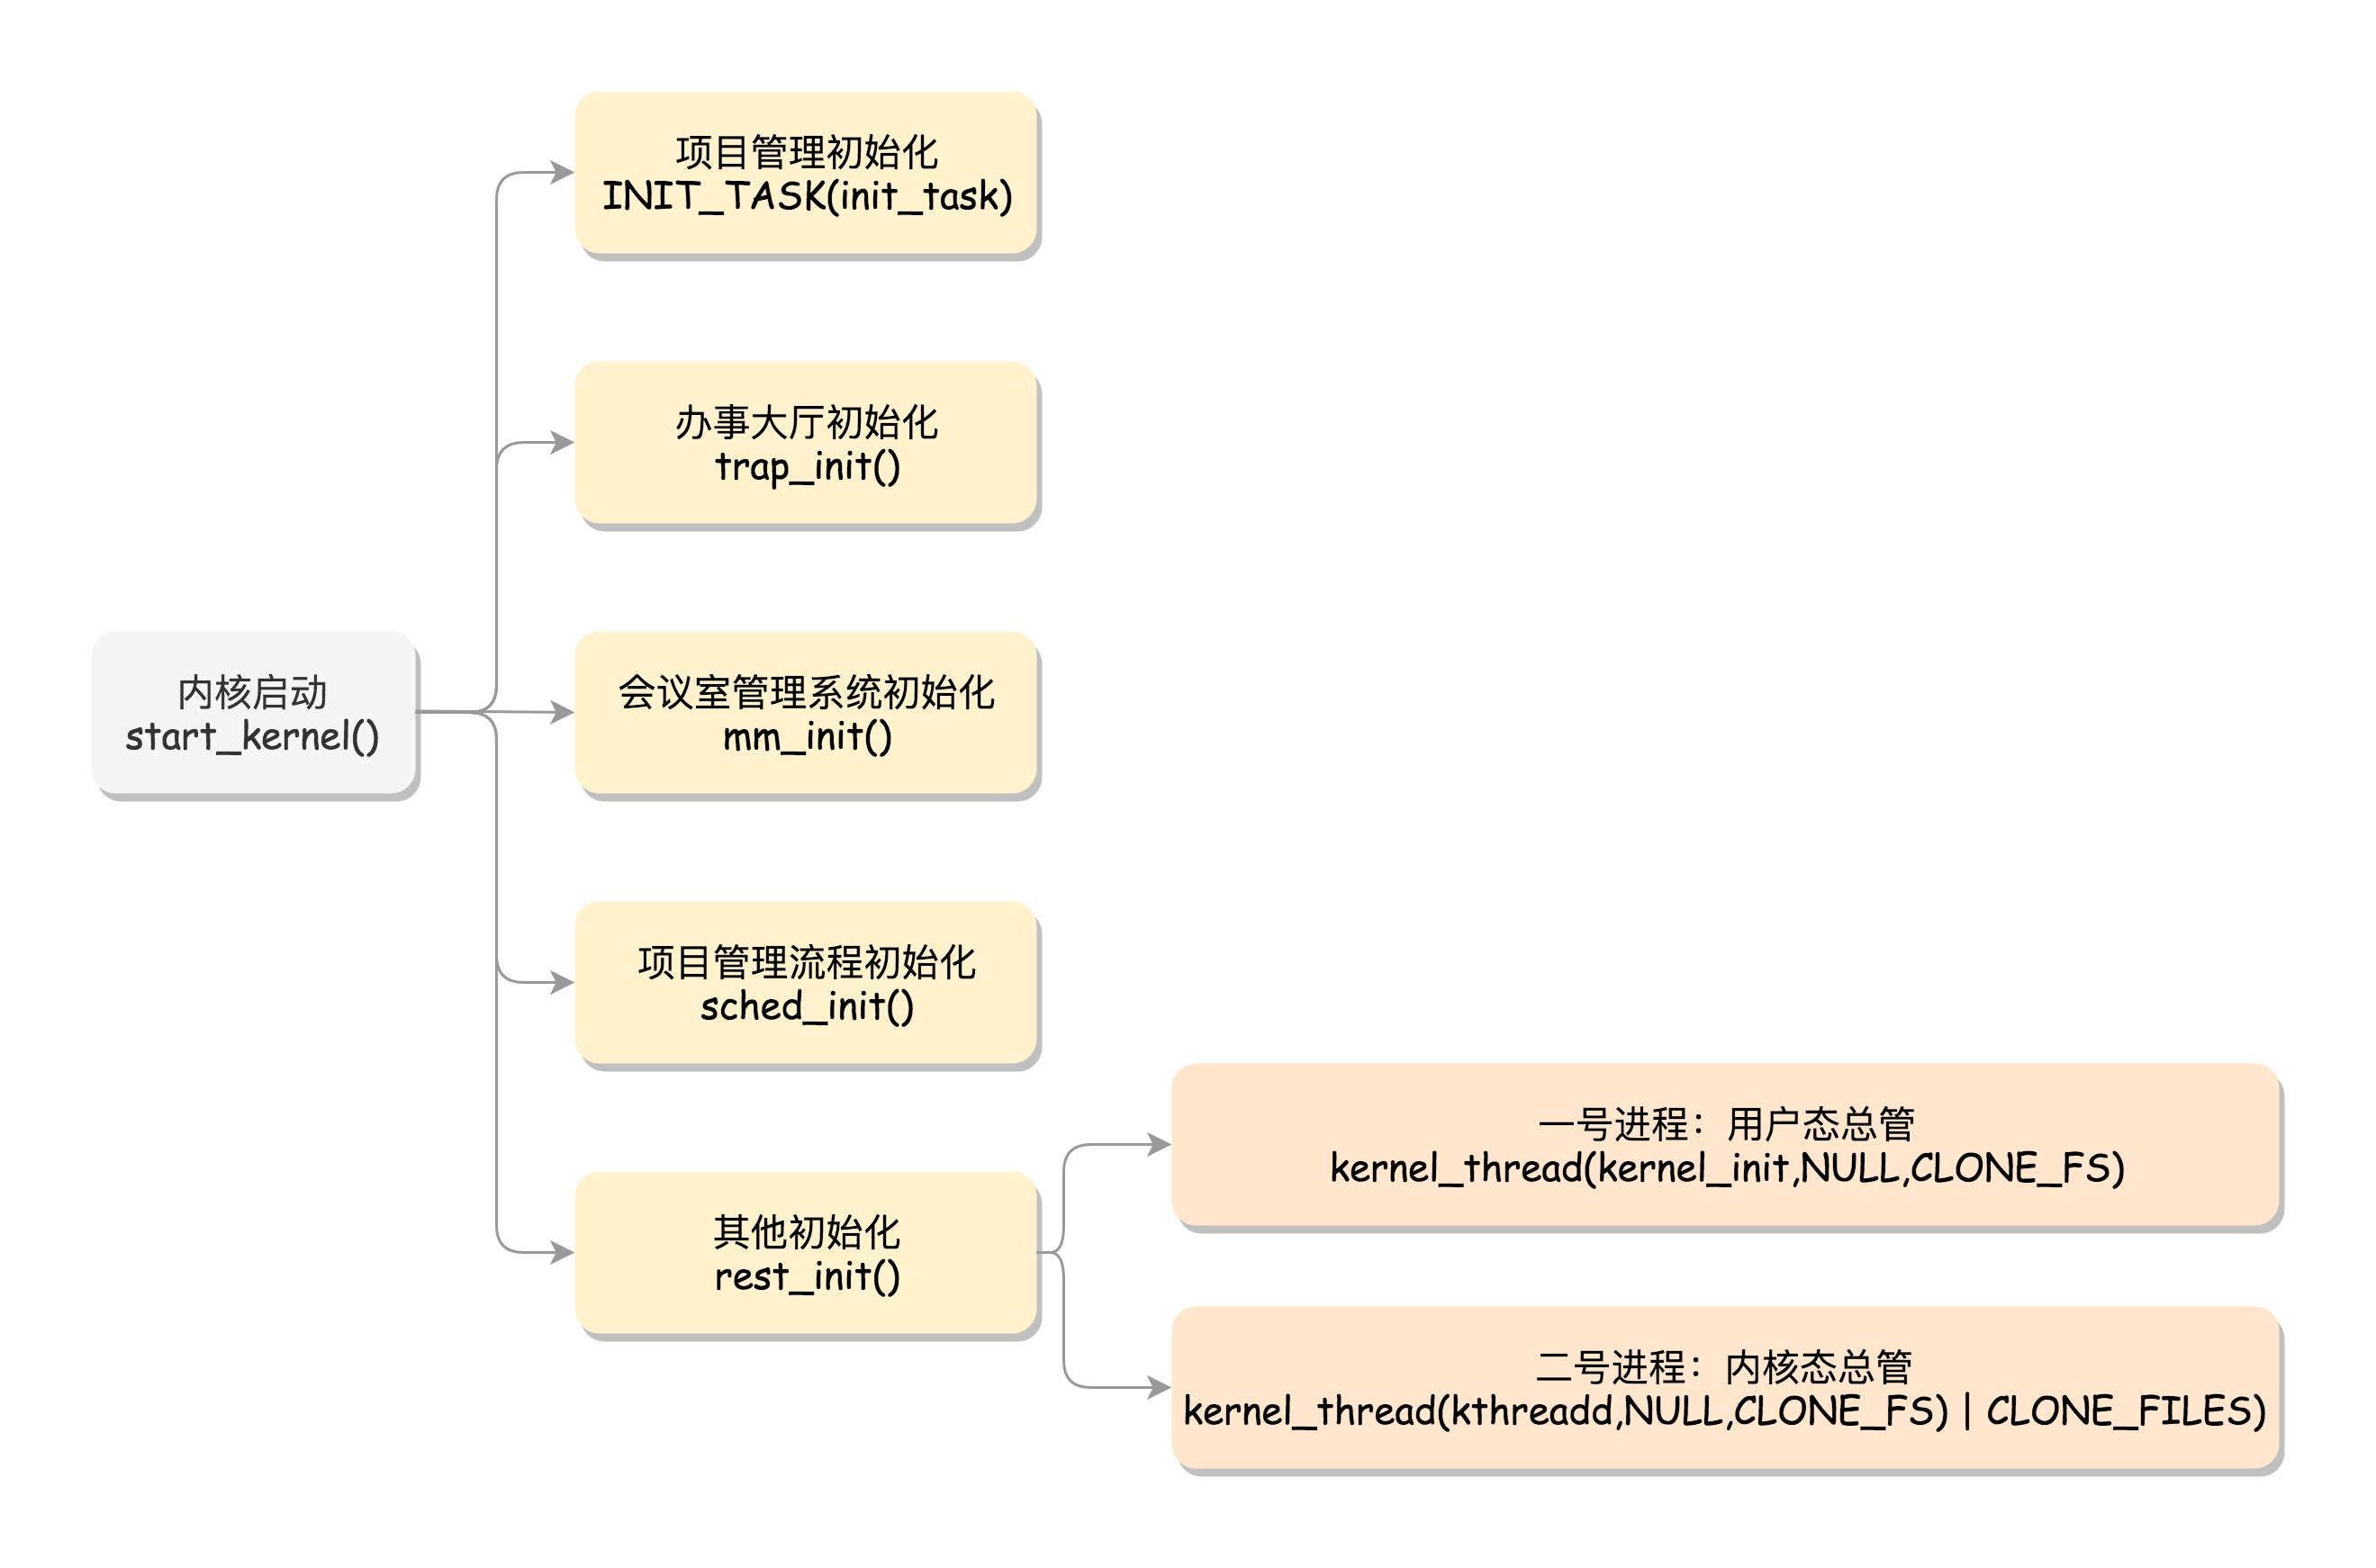 项目管理初始化
INIT_TASK(init_task)
办事大厅初始化
trap_init()
内核启动
start_kernel()
会议室管理系统初始化
mm_init()
项目管理流程初始化
sched_init()
其他初始化
rest_init()
一号进程：用户态总管
kernel_thread(kernel_init,NULL,CLONE_FS)
二号进程：内核态总管
kernel_thread(kthreadd,NULL,CLONE_FS) | CLONE_FILES)